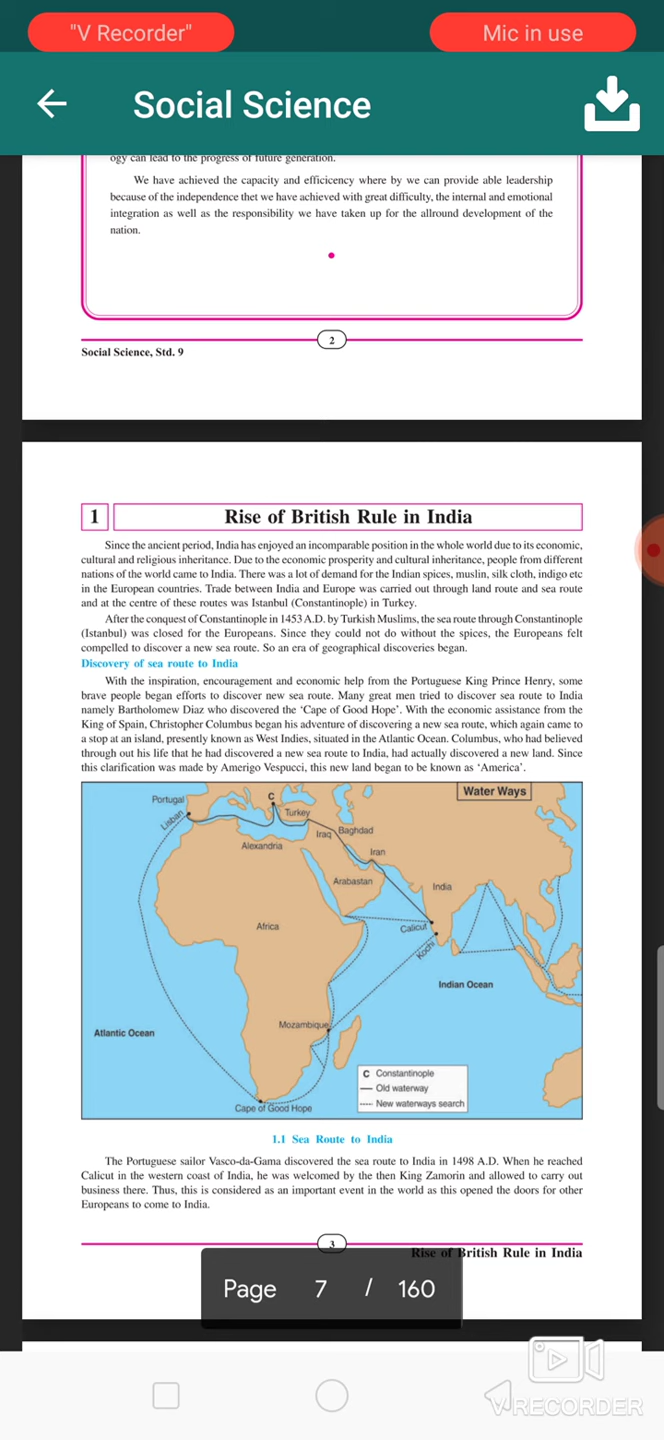 "V Recorder"
Mic in use
Social Science
ogy can lead to the progress of future generation.
We have achieved the capacity and efficicency where by we can provide able leadership
because of the independence thet we have achieved with great difficulty, the internal and emotional
integration as well as the responsibility we have taken up for the allround development of the
nation.
2
Social Science, Std. 9
1
Rise of British Rule in India
Since the ancient period, India has enjoyed an incomparable position in the whole world due to its economic,
cultural and religious inheritance. Due to the economic prosperity and cultural inheritance, people from different
nations of the world came to India. There was a lot of demand for the Indian spices, muslin, silk cloth, indigo etc
in the European countries. Trade between India and Europe was carried out through land route and sea route
and at the centre of these routes was Istanbul (Constantinople) in Turkey.
After the conquest of Constantinople in 1453 A.D. by Turkish Muslims, the sea route through Constantinople
(Istanbul) was closed for the Europeans. Since they could not do without the spices, the Europeans felt
compelled to discover a new sea route. So an era of geographical discoveries began.
Discovery of sea route to India
With the inspiration, encouragement and economic help from the Portuguese King Prince Henry, some
brave people began efforts to discover new sea route. Many great men tried to discover sea route to India
namely Bartholomew Diaz who discovered the ‘Cape of Good Hope’. With the economic assistance from the
King of Spain, Christopher Columbus began his adventure of discovering a new sea route, which again came to
a stop at an island, presently known as West Indies, situated in the Atlantic Ocean. Columbus, who had believed
through out his life that he had discovered a new sea route to India, had actually discovered a new land. Since
this clarification was made by Amerigo Vespucci, this new land began to be known as ‘America’.
Water Ways
Portugal
C
Lisban
Turkey
Iraq
Baghdad
Alexandria
Iran
Arabastan
India
Africa
Calicut
Kochi
Indian Ocean
Mozambique
Atlantic Ocean
C Constantinople
Old waterway
New waterways search
Cape of Good Hope
1.1 Sea Route to India
The Portuguese sailor Vasco-da-Gama discovered the sea route to India in 1498 A.D. When he reached
Calicut in the western coast of India, he was welcomed by the then King Zamorin and allowed to carry out
business there. Thus, this is considered as an important event in the world as this opened the doors for other
Europeans to come to India.
3
Rise of British Rule in India
Page 7 / 160
V RECORDER